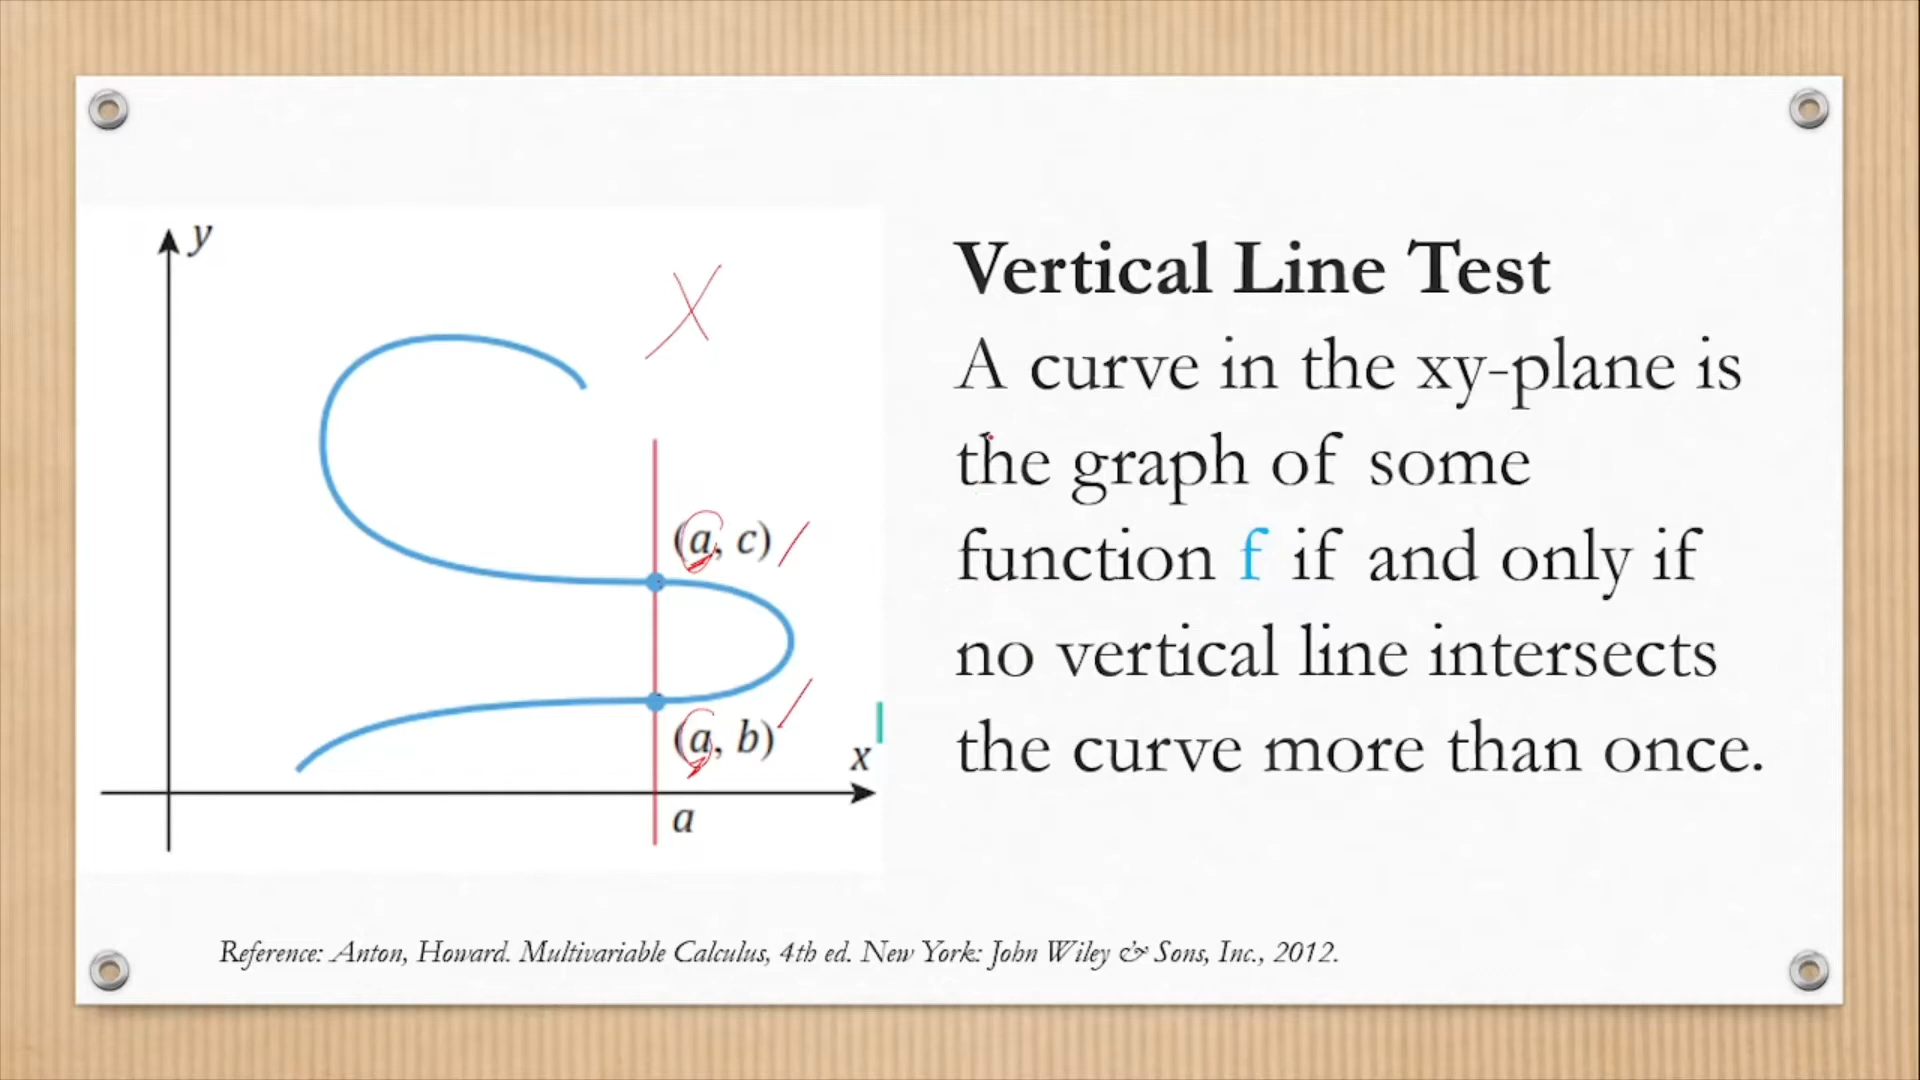 y
X
(a, c)
(a, b)
x
a
Vertical Line Test
A curve in the xy-plane is
the graph of some
function f if and only if
no vertical line intersects
the curve more than once.
Reference: Anton, Howard. Multivariable Calculus, 4th ed. New York: John Wiley & Sons, Inc., 2012.